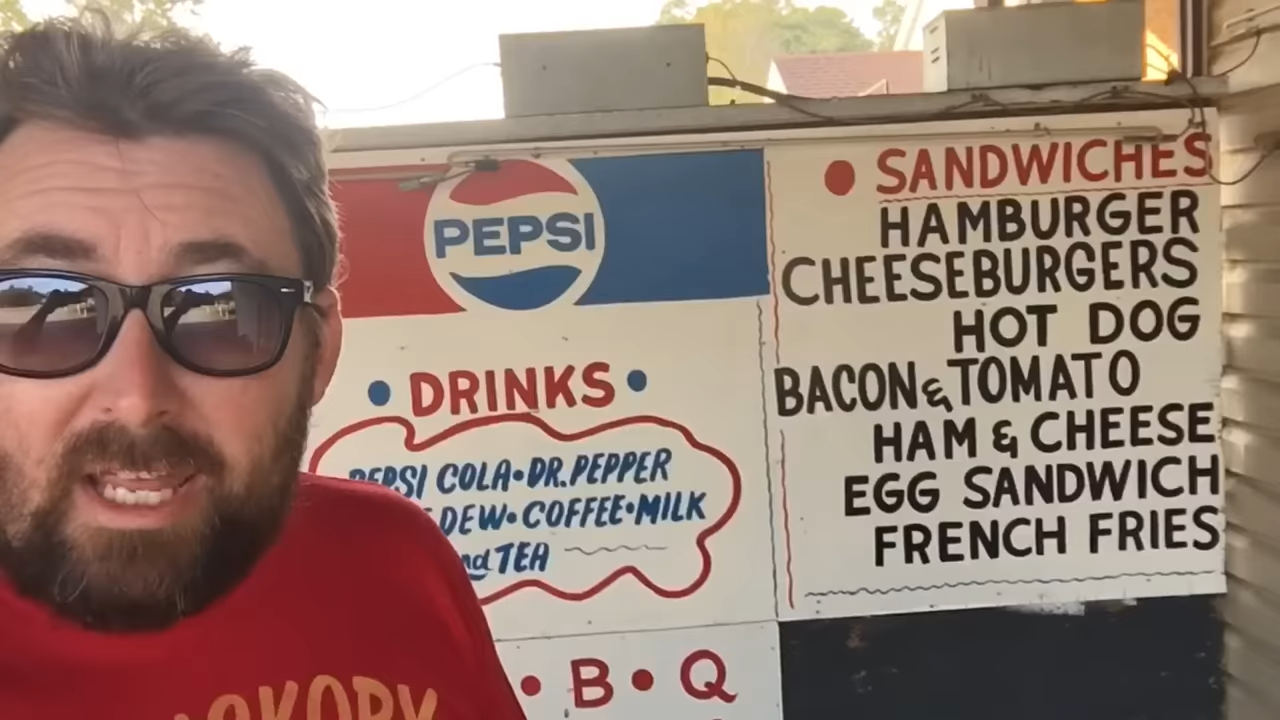 PEPSI
• DRINKS •
PEPSI COLA • DR. PEPPER
DEW • COFFEE • MILK
and TEA
• B • Q
• SANDWICHES
HAMBURGER
CHEESEBURGERS
HOT DOG
BACON & TOMATO
HAM & CHEESE
EGG SANDWICH
FRENCH FRIES